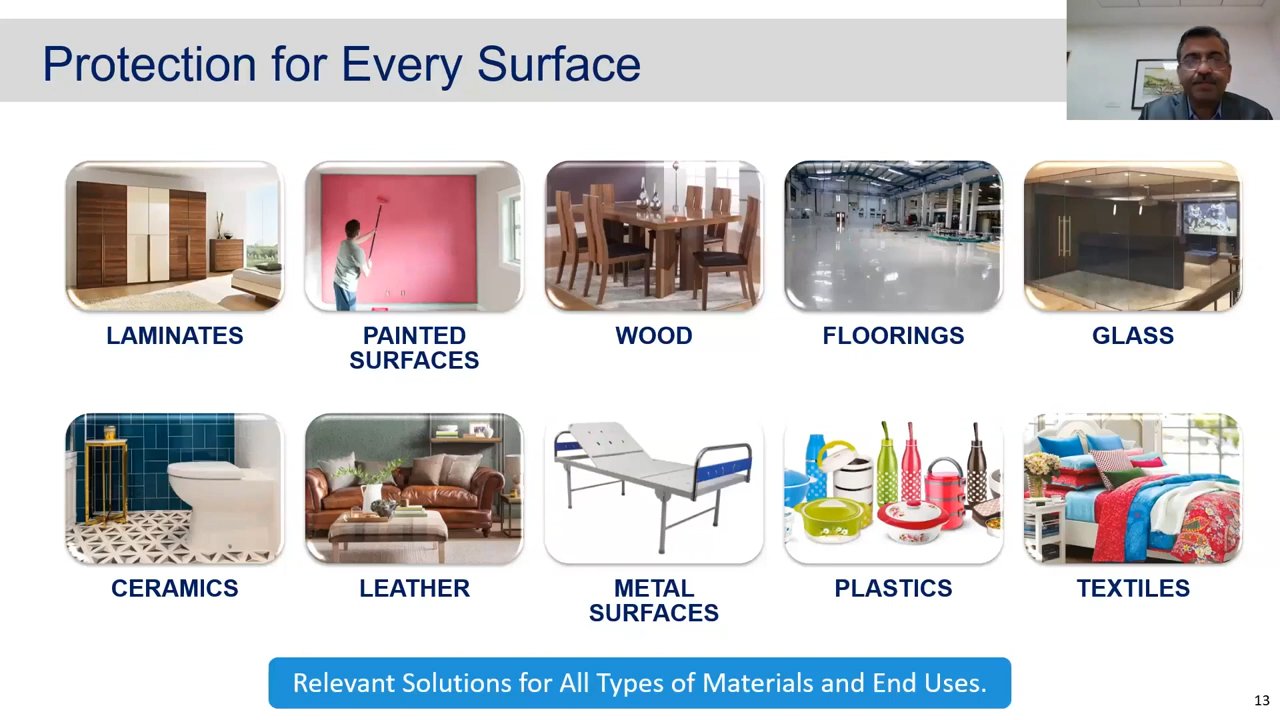 Protection for Every Surface
LAMINATES
PAINTED
SURFACES
WOOD
FLOORINGS
GLASS
CERAMICS
LEATHER
METAL
SURFACES
PLASTICS
TEXTILES
Relevant Solutions for All Types of Materials and End Uses.
13